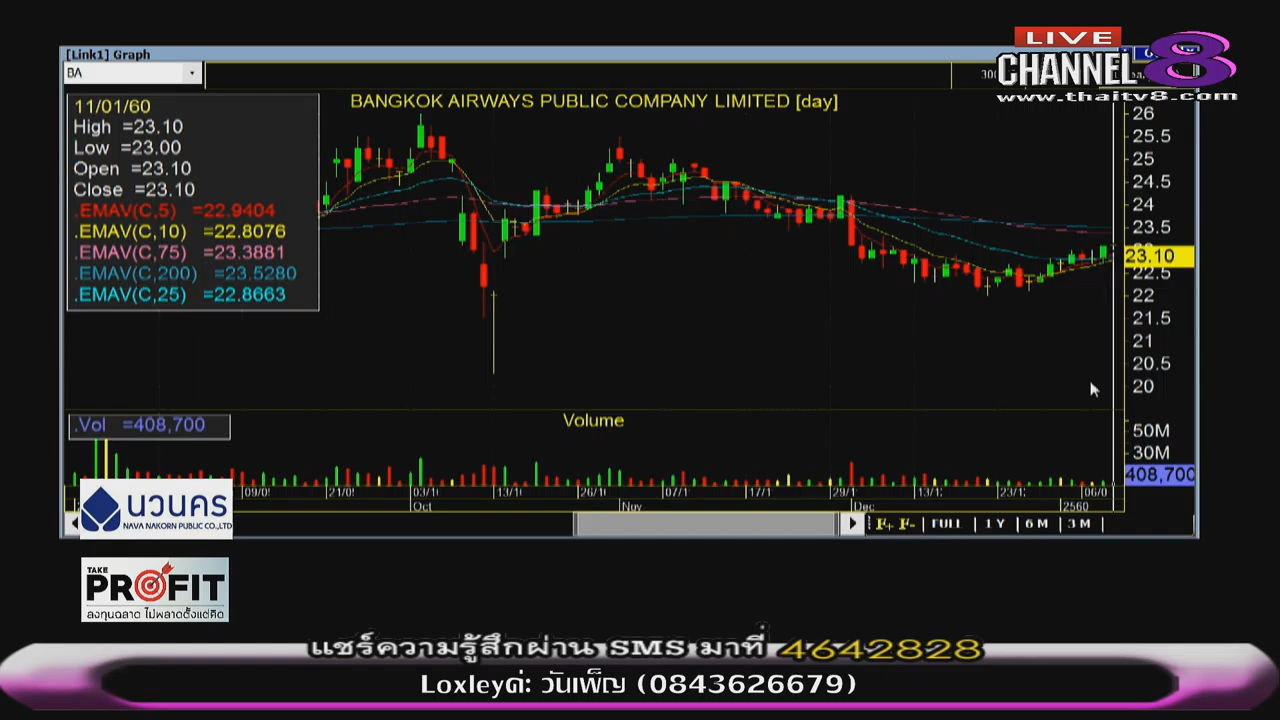 LIVE
CHANNEL 8
www.thaitv8.com
[Link1] Graph
BA
BANGKOK AIRWAYS PUBLIC COMPANY LIMITED [day]
11/01/60
High =23.10
Low =23.00
Open =23.10
Close =23.10
.EMAV(C,5) =22.9404
.EMAV(C,10) =22.8076
.EMAV(C,75) =23.3881
.EMAV(C,200) =23.5280
.EMAV(C,25) =22.8663
26
25.5
25
24.5
24
23.5
23.10
22.5
22
21.5
21
20.5
20
.Vol =408,700
Volume
50M
30M
408,700
09/0 21/0 03/1 13/1 26/1 07/1 17/1 29/1 13/1 23/1 06/0
Oct Nov Dec 2560
F+ F- FULL 1 Y 6 M 3 M
นวนคร
NAVA NAKORN PUBLIC CO.,LTD
TAKE
PROFIT
ลงทุนฉลาด ไม่พลาดตั้งแต่คิด
แชร์ความรู้สึกผ่าน SMS มาที่ 4642828
Loxleyค่ะ วันเพ็ญ (0843626679)